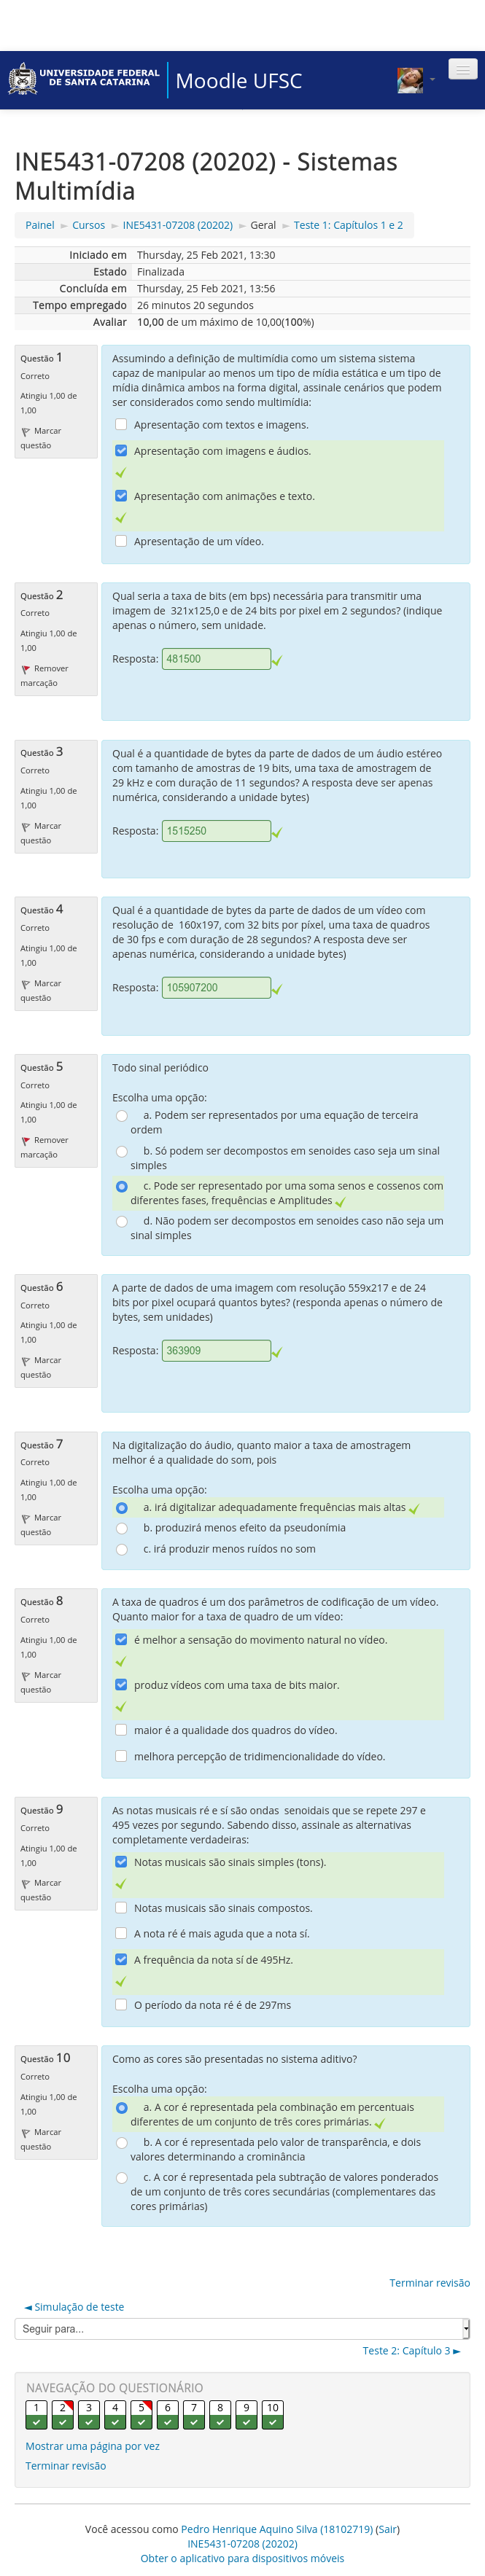 UNIVERSIDADE FEDERAL
DE SANTA CATARINA
Moodle UFSC
INE5431-07208 (20202) - Sistemas
Multimídia
Painel ► Cursos ► INE5431-07208 (20202) ► Geral ► Teste 1: Capítulos 1 e 2
Iniciado em Thursday, 25 Feb 2021, 13:30
Estado Finalizada
Concluída em Thursday, 25 Feb 2021, 13:56
Tempo empregado 26 minutos 20 segundos
Avaliar 10,00 de um máximo de 10,00(100%)
Questão 1
Correto
Atingiu 1,00 de
1,00
Marcar
questão
Assumindo a definição de multimídia como um sistema sistema
capaz de manipular ao menos um tipo de mídia estática e um tipo de
mídia dinâmica ambos na forma digital, assinale cenários que podem
ser considerados como sendo multimídia:
Apresentação com textos e imagens.
Apresentação com imagens e áudios.
Apresentação com animações e texto.
Apresentação de um vídeo.
Questão 2
Correto
Atingiu 1,00 de
1,00
Remover
marcação
Qual seria a taxa de bits (em bps) necessária para transmitir uma
imagem de 321x125,0 e de 24 bits por pixel em 2 segundos? (indique
apenas o número, sem unidade.
Resposta: 481500
Questão 3
Correto
Atingiu 1,00 de
1,00
Marcar
questão
Qual é a quantidade de bytes da parte de dados de um áudio estéreo
com tamanho de amostras de 19 bits, uma taxa de amostragem de
29 kHz e com duração de 11 segundos? A resposta deve ser apenas
numérica, considerando a unidade bytes)
Resposta: 1515250
Questão 4
Correto
Atingiu 1,00 de
1,00
Marcar
questão
Qual é a quantidade de bytes da parte de dados de um vídeo com
resolução de 160x197, com 32 bits por píxel, uma taxa de quadros
de 30 fps e com duração de 28 segundos? A resposta deve ser
apenas numérica, considerando a unidade bytes)
Resposta: 105907200
Questão 5
Correto
Atingiu 1,00 de
1,00
Remover
marcação
Todo sinal periódico
Escolha uma opção:
a. Podem ser representados por uma equação de terceira
ordem
b. Só podem ser decompostos em senoides caso seja um sinal
simples
c. Pode ser representado por uma soma senos e cossenos com
diferentes fases, frequências e Amplitudes
d. Não podem ser decompostos em senoides caso não seja um
sinal simples
Questão 6
Correto
Atingiu 1,00 de
1,00
Marcar
questão
A parte de dados de uma imagem com resolução 559x217 e de 24
bits por pixel ocupará quantos bytes? (responda apenas o número de
bytes, sem unidades)
Resposta: 363909
Questão 7
Correto
Atingiu 1,00 de
1,00
Marcar
questão
Na digitalização do áudio, quanto maior a taxa de amostragem
melhor é a qualidade do som, pois
Escolha uma opção:
a. irá digitalizar adequadamente frequências mais altas
b. produzirá menos efeito da pseudonímia
c. irá produzir menos ruídos no som
Questão 8
Correto
Atingiu 1,00 de
1,00
Marcar
questão
A taxa de quadros é um dos parâmetros de codificação de um vídeo.
Quanto maior for a taxa de quadro de um vídeo:
é melhor a sensação do movimento natural no vídeo.
produz vídeos com uma taxa de bits maior.
maior é a qualidade dos quadros do vídeo.
melhora percepção de tridimencionalidade do vídeo.
Questão 9
Correto
Atingiu 1,00 de
1,00
Marcar
questão
As notas musicais ré e sí são ondas senoidais que se repete 297 e
495 vezes por segundo. Sabendo disso, assinale as alternativas
completamente verdadeiras:
Notas musicais são sinais simples (tons).
Notas musicais são sinais compostos.
A nota ré é mais aguda que a nota sí.
A frequência da nota sí de 495Hz.
O período da nota ré é de 297ms
Questão 10
Correto
Atingiu 1,00 de
1,00
Marcar
questão
Como as cores são presentadas no sistema aditivo?
Escolha uma opção:
a. A cor é representada pela combinação em percentuais
diferentes de um conjunto de três cores primárias.
b. A cor é representada pelo valor de transparência, e dois
valores determinando a crominância
c. A cor é representada pela subtração de valores ponderados
de um conjunto de três cores secundárias (complementares das
cores primárias)
Terminar revisão
◄ Simulação de teste
Seguir para...
Teste 2: Capítulo 3 ►
NAVEGAÇÃO DO QUESTIONÁRIO
1 2 3 4 5 6 7 8 9 10
Mostrar uma página por vez
Terminar revisão
Você acessou como Pedro Henrique Aquino Silva (18102719) (Sair)
INE5431-07208 (20202)
Obter o aplicativo para dispositivos móveis